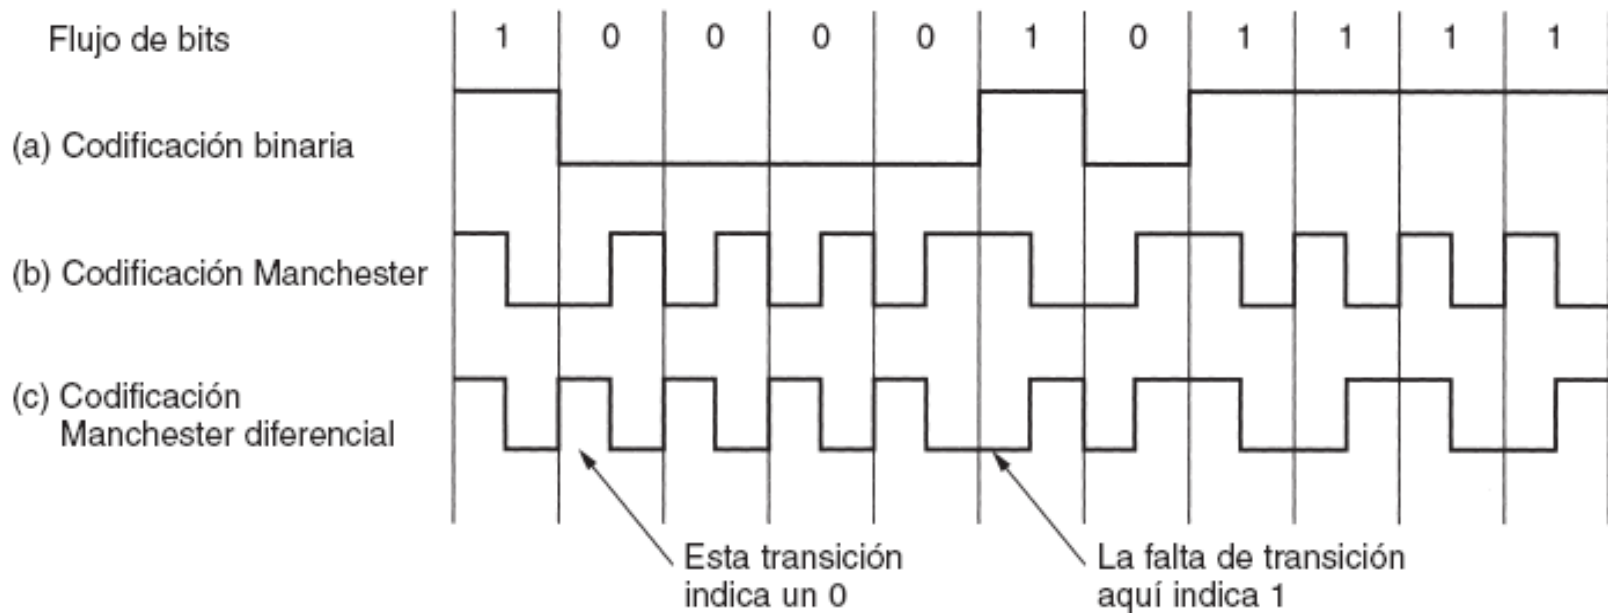 Flujo de bits 1 0 0 0 0 1 0 1 1 1 1
(a) Codificación binaria
(b) Codificación Manchester
(c) Codificación
Manchester diferencial
Esta transición
indica un 0
La falta de transición
aquí indica 1